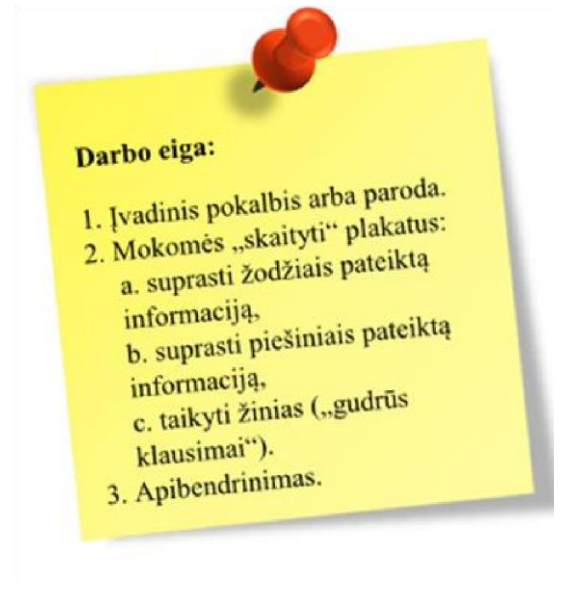 Darbo eiga:
1. Įvadinis pokalbis arba paroda.
2. Mokomės „skaityti“ plakatus:
a. suprasti žodžiais pateiktą
informaciją,
b. suprasti piešiniais pateiktą
informaciją,
c. taikyti žinias („gudrūs
klausimai“).
3. Apibendrinimas.